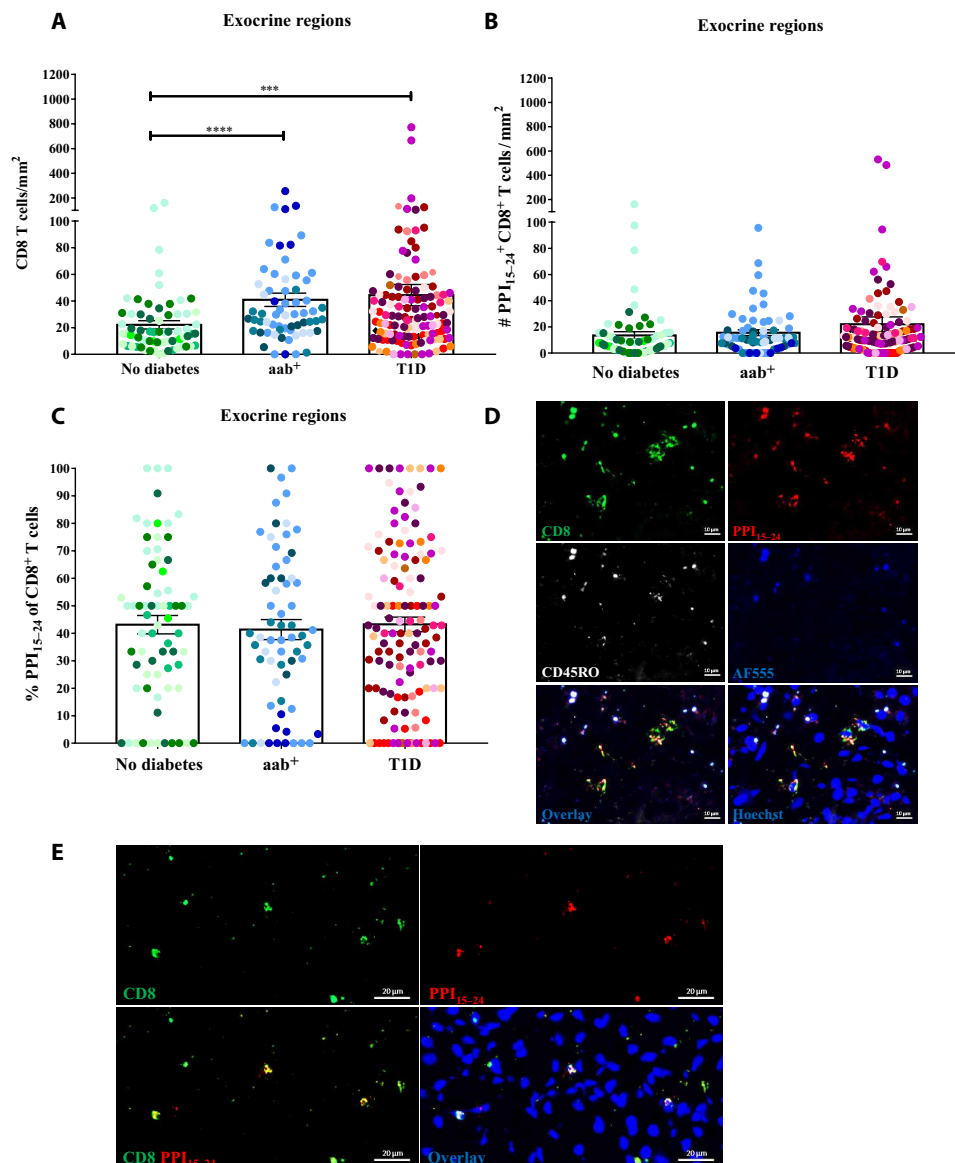 A
Exocrine regions
CD8 T cells/mm²
1200
1000
800
600
400
200
100
80
60
40
20
0
***
****
No diabetes
aab⁺
T1D
B
Exocrine regions
# PPI₁₅₋₂₄⁺ CD8⁺ T cells / mm²
1200
1000
800
600
400
200
100
80
60
40
20
0
No diabetes
aab⁺
T1D
C
Exocrine regions
% PPI₁₅₋₂₄ of CD8⁺ T cells
100
90
80
70
60
50
40
30
20
10
0
No diabetes
aab⁺
T1D
D
CD8
10 µm
PPI₁₅₋₂₄
10 µm
CD45RO
10 µm
AF555
10 µm
Overlay
10 µm
Hoechst
10 µm
E
CD8
20 µm
PPI₁₅₋₂₄
20 µm
CD8 PPI₁₅₋₂₄
20 µm
Overlay
20 µm